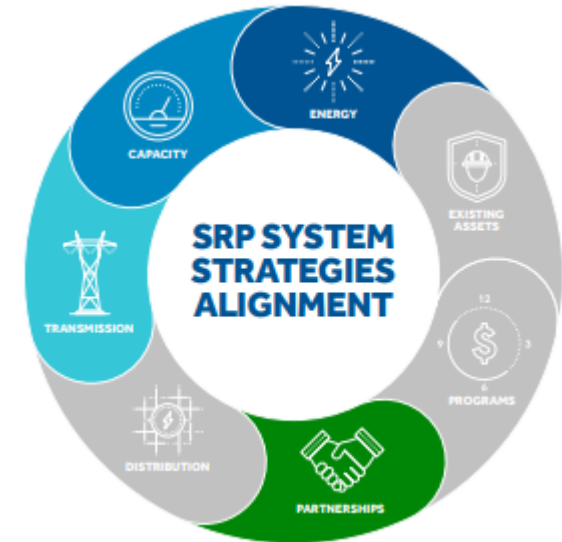 SRP SYSTEM
STRATEGIES
ALIGNMENT
ENERGY
EXISTING
ASSETS
12
3
6
9
PROGRAMS
PARTNERSHIPS
DISTRIBUTION
TRANSMISSION
CAPACITY